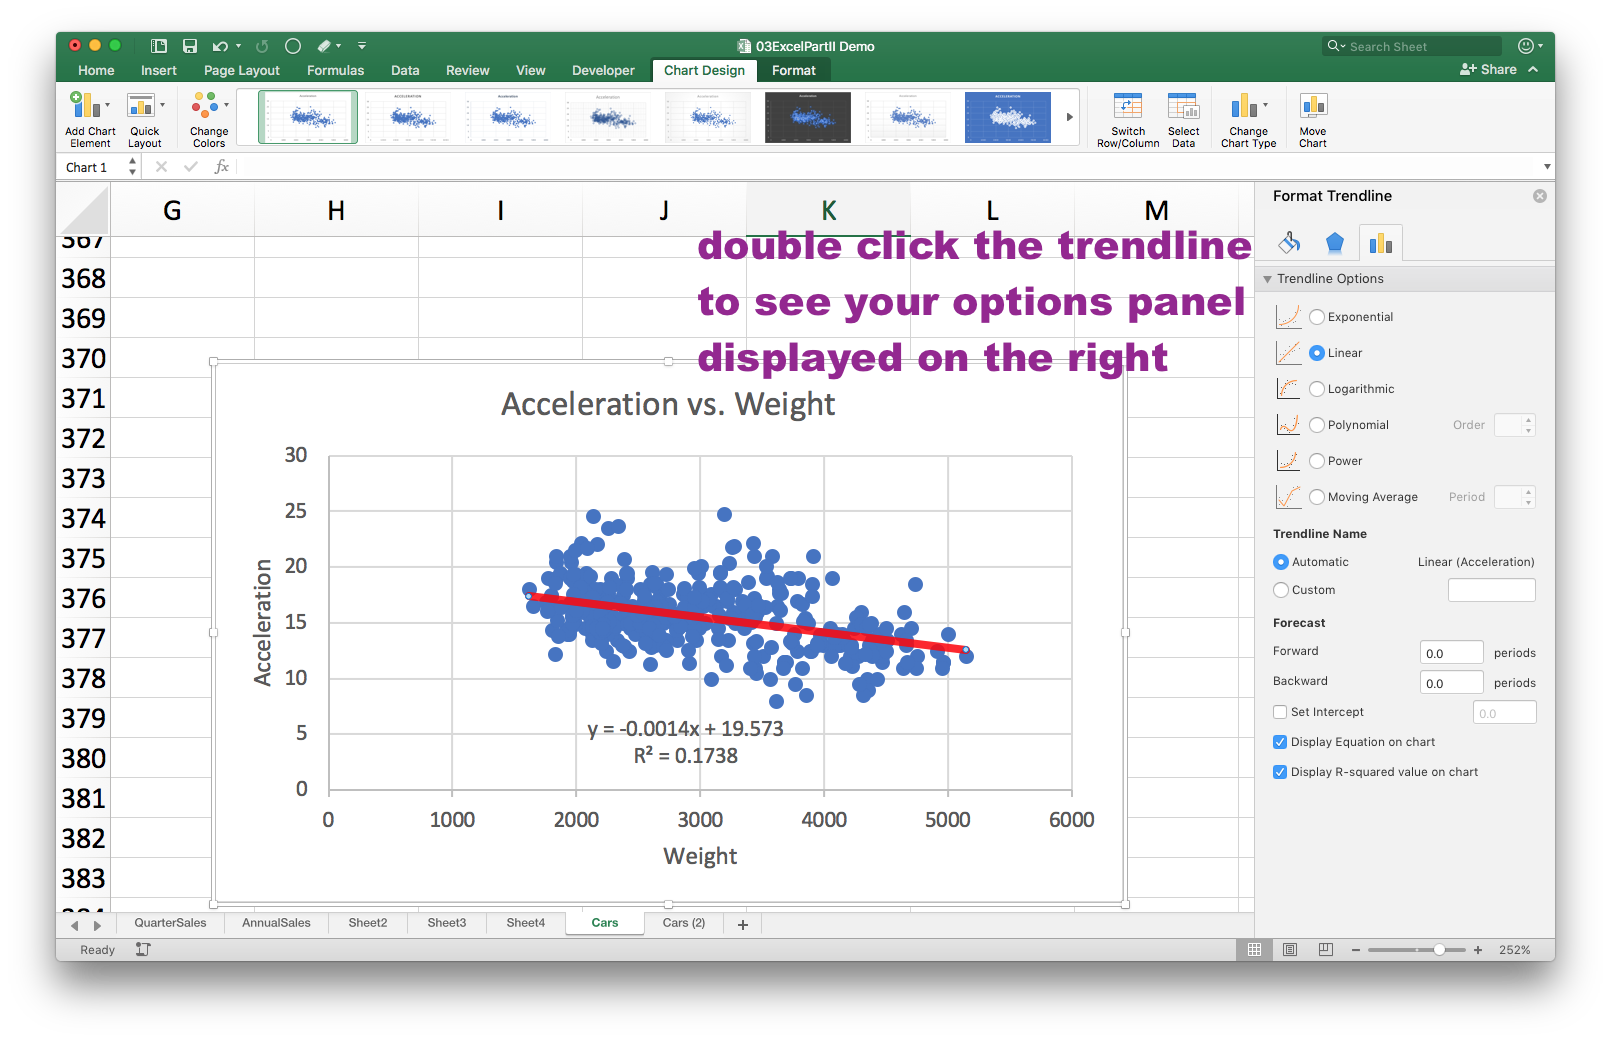 03ExcelPartII Demo
Search Sheet
Home Insert Page Layout Formulas Data Review View Developer Chart Design Format
Share
Add Chart Element
Quick Layout
Change Colors
Switch Row/Column
Select Data
Change Chart Type
Move Chart
Chart 1
fx
G H I J K L M
367
368
369
370
371
372
373
374
375
376
377
378
379
380
381
382
383
double click the trendline
to see your options panel
displayed on the right
Acceleration vs. Weight
30
25
20
15
10
5
0
Acceleration
y = -0.0014x + 19.573
R² = 0.1738
0 1000 2000 3000 4000 5000 6000
Weight
Format Trendline
Trendline Options
Exponential
Linear
Logarithmic
Polynomial Order
Power
Moving Average Period
Trendline Name
Automatic Linear (Acceleration)
Custom
Forecast
Forward 0.0 periods
Backward 0.0 periods
Set Intercept 0.0
Display Equation on chart
Display R-squared value on chart
QuarterSales AnnualSales Sheet2 Sheet3 Sheet4 Cars Cars (2) +
Ready
252%